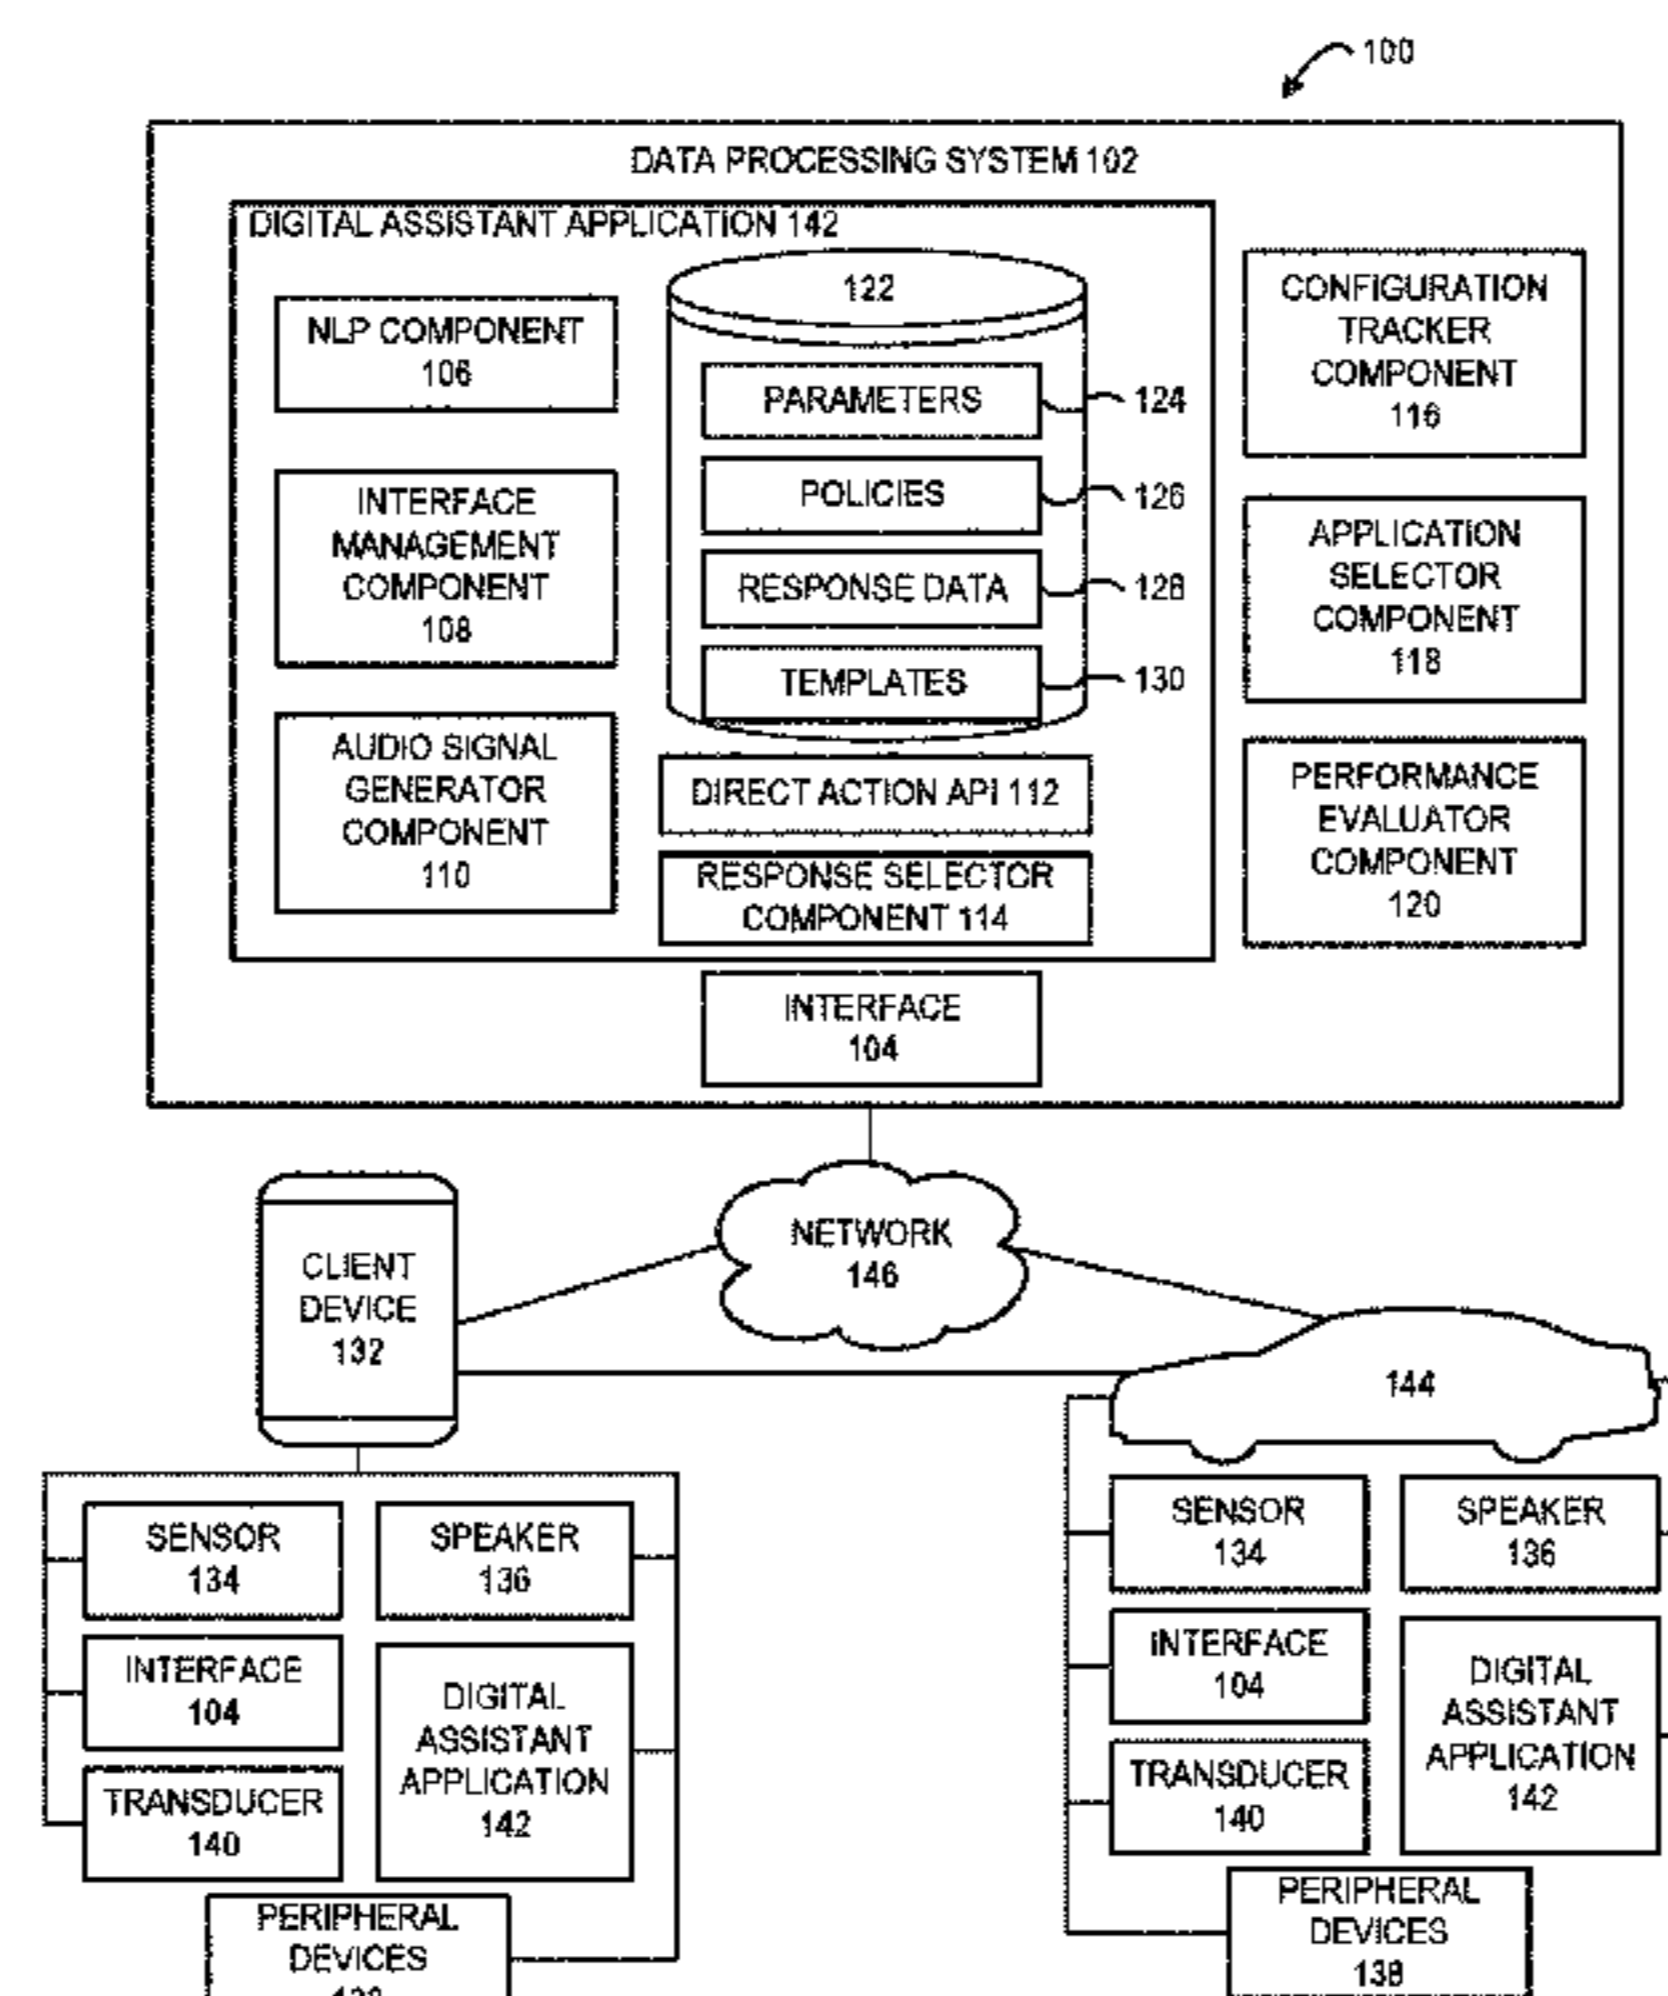 100
DATA PROCESSING SYSTEM 102
DIGITAL ASSISTANT APPLICATION 142
NLP COMPONENT
106
INTERFACE
MANAGEMENT
COMPONENT
108
AUDIO SIGNAL
GENERATOR
COMPONENT
110
122
PARAMETERS
124
POLICIES
126
RESPONSE DATA
128
TEMPLATES
130
DIRECT ACTION API 112
RESPONSE SELECTOR
COMPONENT 114
CONFIGURATION
TRACKER
COMPONENT
116
APPLICATION
SELECTOR
COMPONENT
118
PERFORMANCE
EVALUATOR
COMPONENT
120
INTERFACE
104
NETWORK
146
CLIENT
DEVICE
132
144
SENSOR
134
SPEAKER
136
INTERFACE
104
DIGITAL
ASSISTANT
APPLICATION
142
TRANSDUCER
140
PERIPHERAL
DEVICES
SENSOR
134
SPEAKER
136
INTERFACE
104
DIGITAL
ASSISTANT
APPLICATION
142
TRANSDUCER
140
PERIPHERAL
DEVICES
138